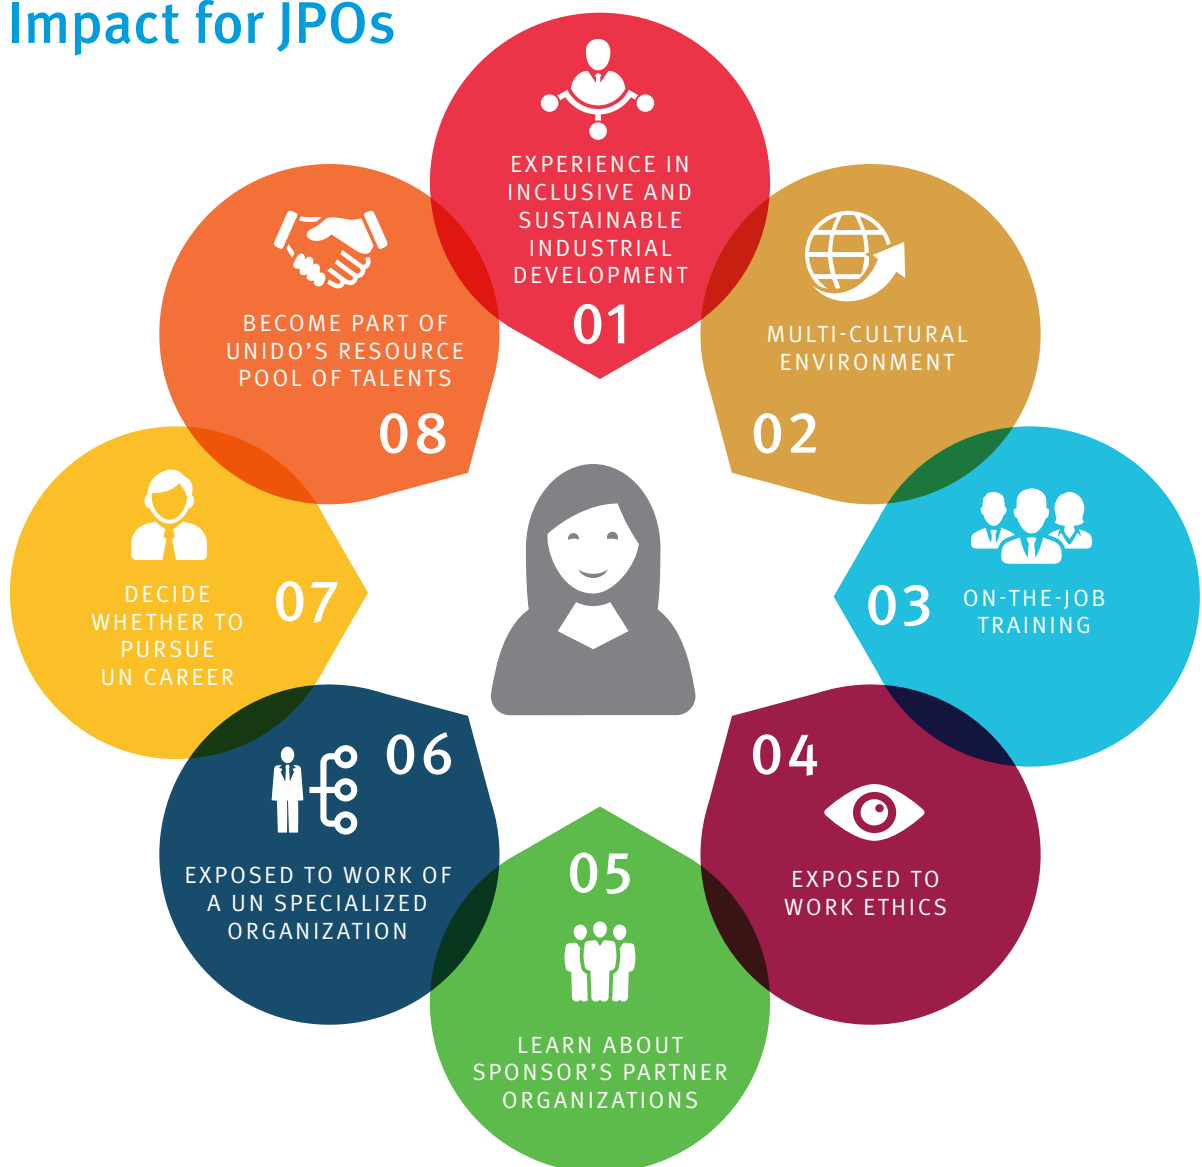 Impact for JPOs
EXPERIENCE IN
INCLUSIVE AND
SUSTAINABLE
INDUSTRIAL
DEVELOPMENT
01
MULTI-CULTURAL
ENVIRONMENT
02
03
ON-THE-JOB
TRAINING
04
EXPOSED TO
WORK ETHICS
05
LEARN ABOUT
SPONSOR’S PARTNER
ORGANIZATIONS
06
EXPOSED TO WORK OF
A UN SPECIALIZED
ORGANIZATION
07
DECIDE
WHETHER TO
PURSUE
UN CAREER
BECOME PART OF
UNIDO’S RESOURCE
POOL OF TALENTS
08